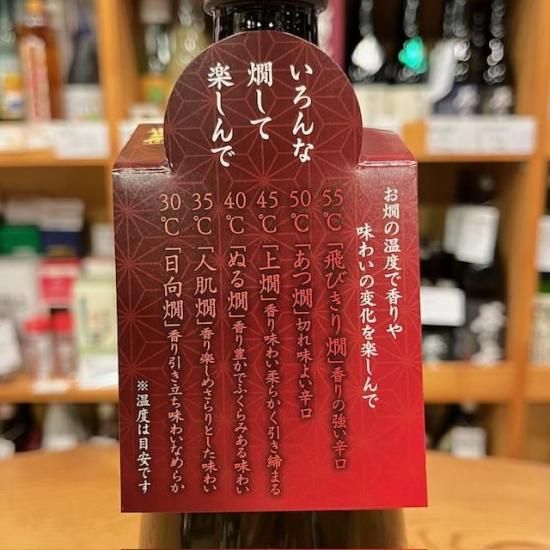 いろんな
燗して
楽しんで
お燗の温度で香りや
味わいの変化を楽しんで
55℃「飛びきり燗」香りの強い辛口
50℃「あつ燗」切れ味よい辛口
45℃「上燗」香り味わい柔らかく引き締まる
40℃「ぬる燗」香り豊かでふくらみある味わい
35℃「人肌燗」香り楽しめさらりとした味わい
30℃「日向燗」香り引き立ち味わいなめらか
※温度は目安です